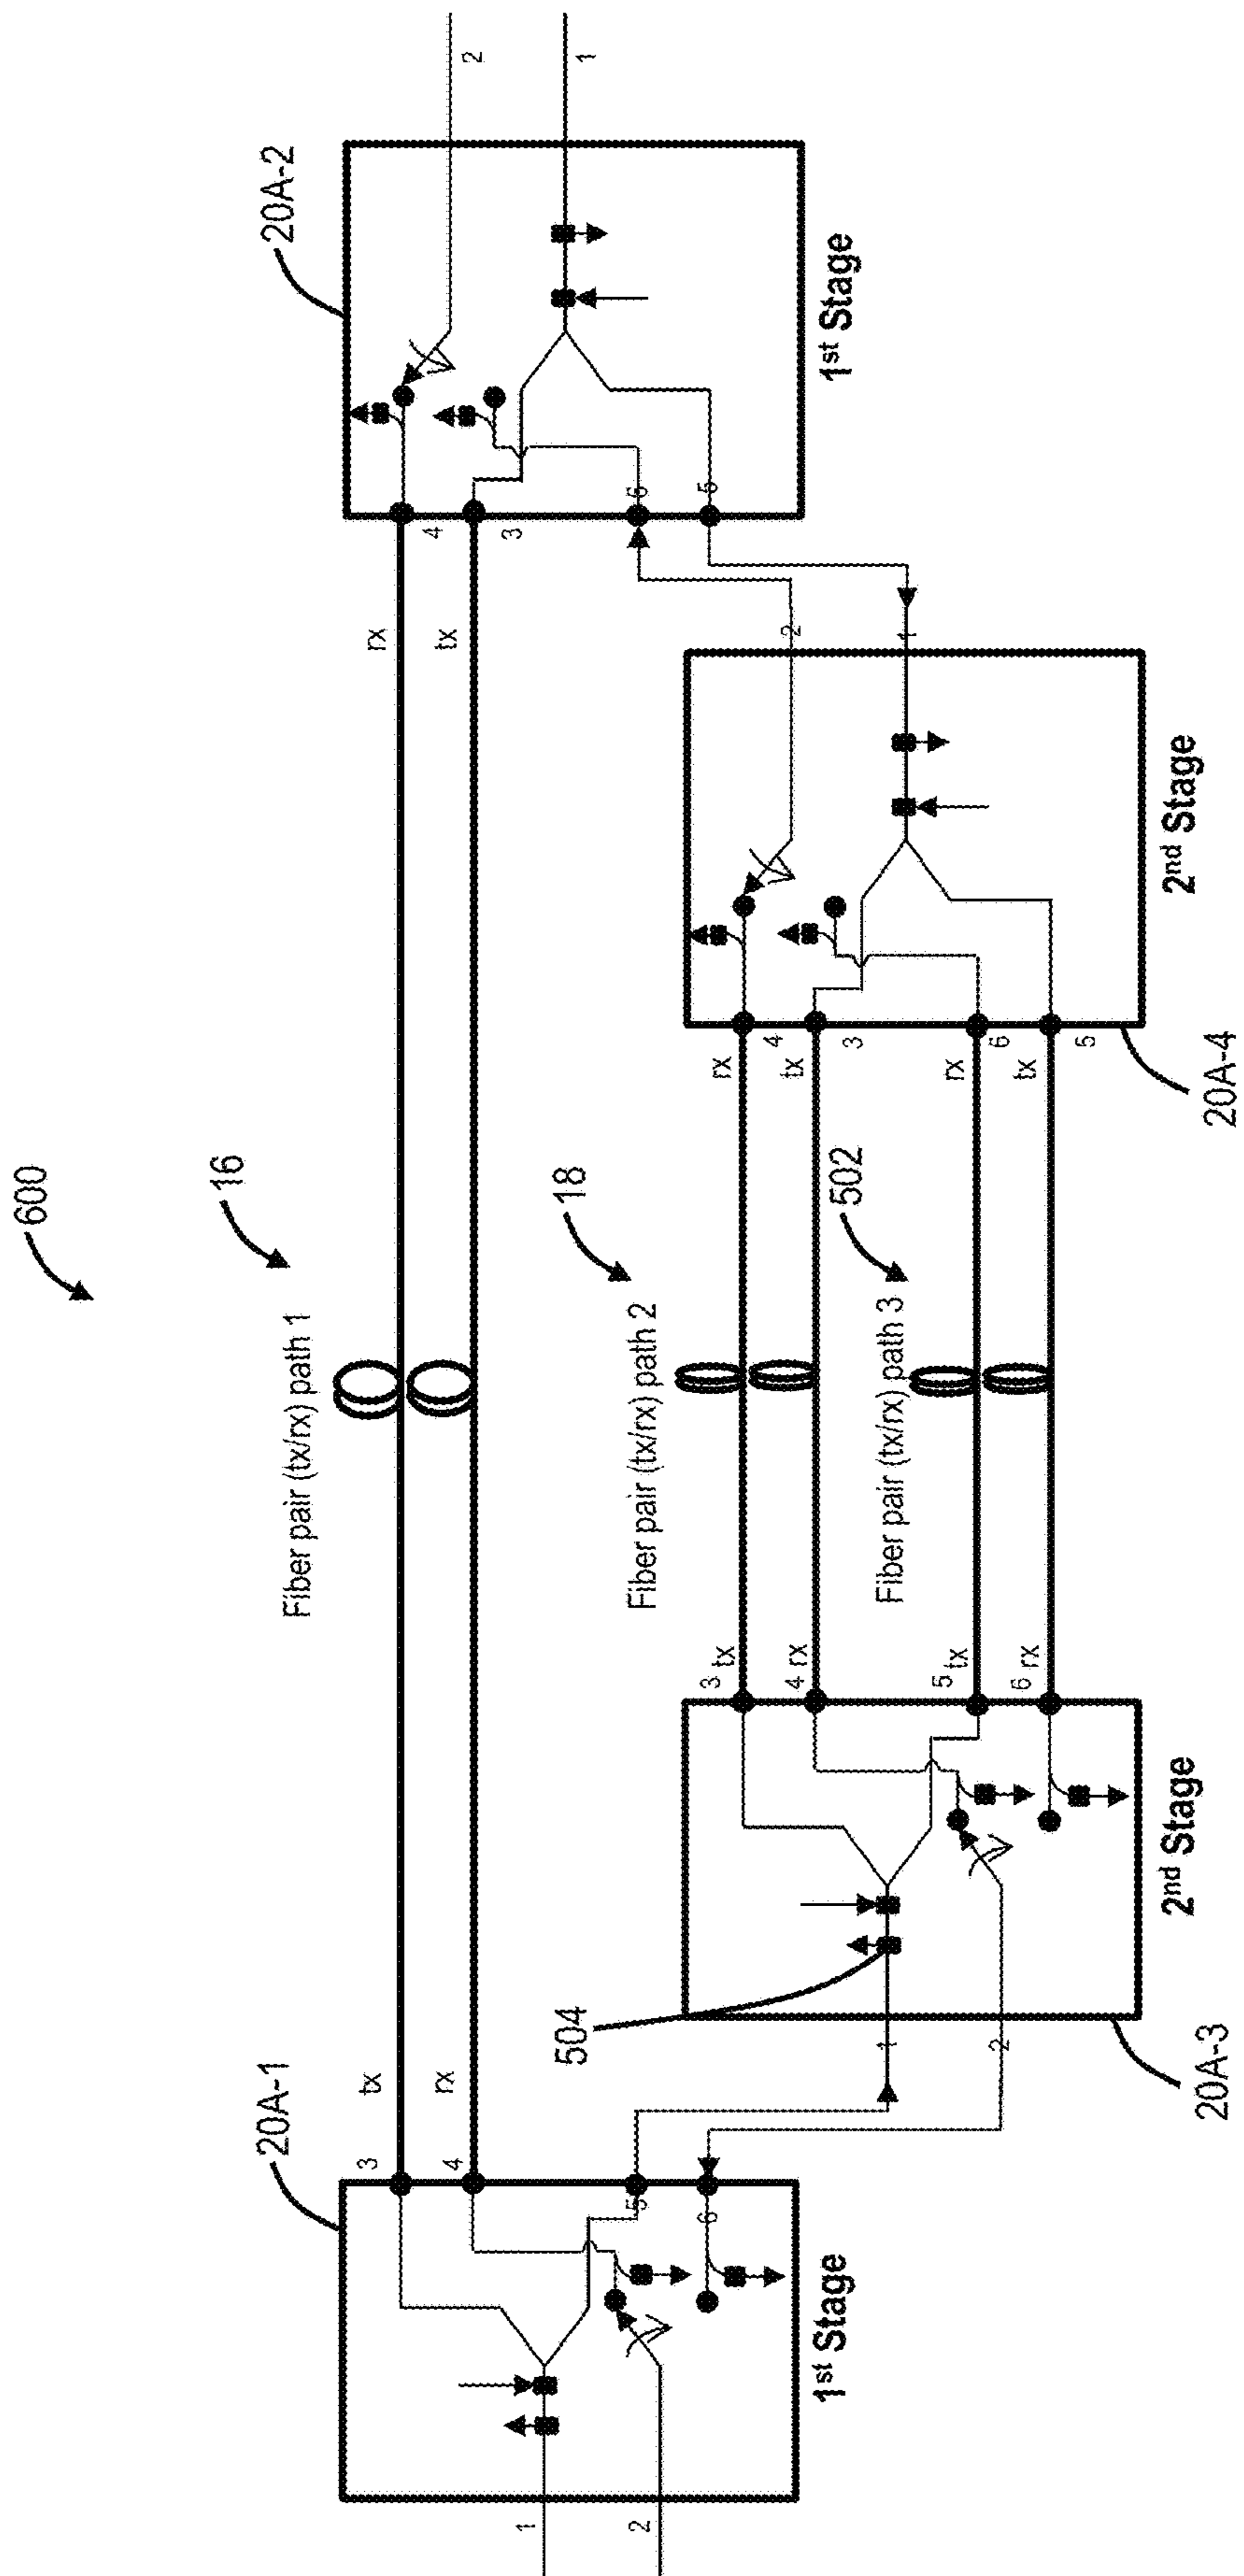 600
16
20A-1
20A-2
Fiber pair (tx/rx) path 1
3
tx
rx
4
2
4
rx
tx
3
1
1
2
5
6
6
5
1st Stage
1st Stage
18
Fiber pair (tx/rx) path 2
504
3
tx
rx
4
2
4
rx
tx
3
1
1
2
502
Fiber pair (tx/rx) path 3
5
tx
rx
6
6
rx
tx
5
2nd Stage
2nd Stage
20A-3
20A-4